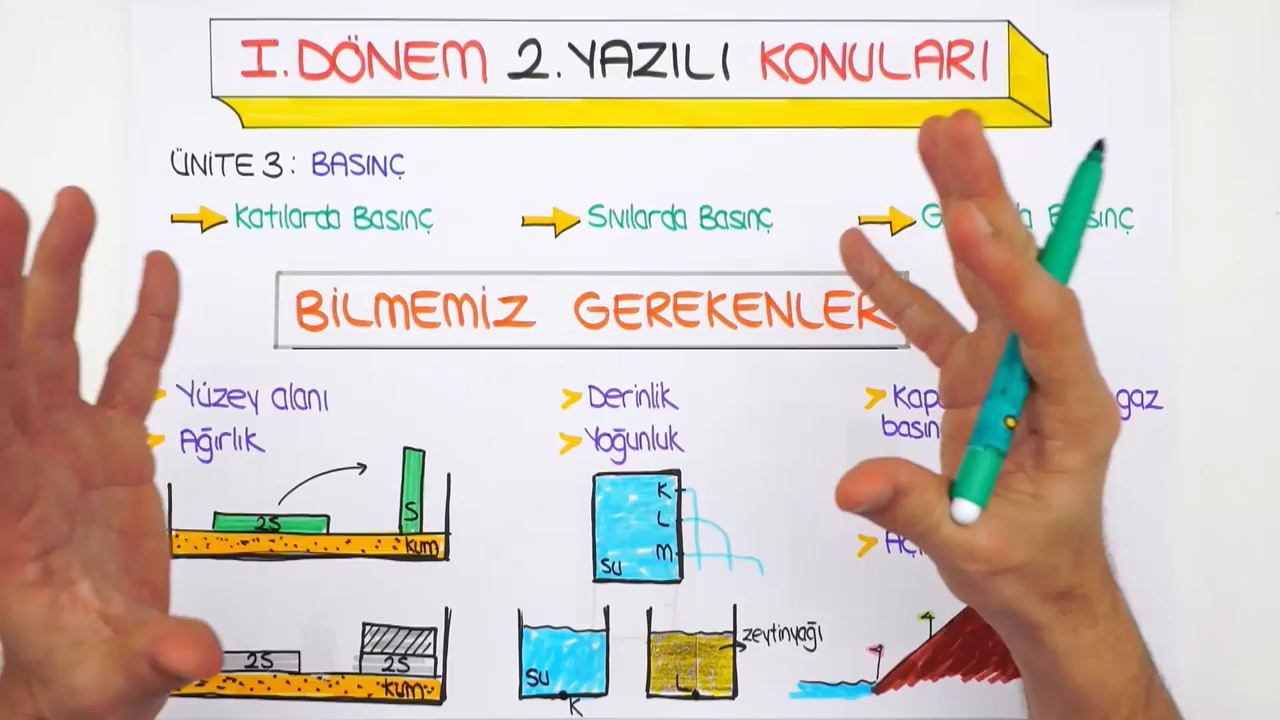 I. DÖNEM 2. YAZILI KONULARI
ÜNİTE 3: BASINÇ
Katılarda Basınç
Sıvılarda Basınç
BİLMEMİZ GEREKENLER
Yüzey alanı
Ağırlık
Derinlik
Yoğunluk
gaz
2S
S
kum
K
L
M
SU
2S
2S
kum
SU
K
L
zeytinyağı